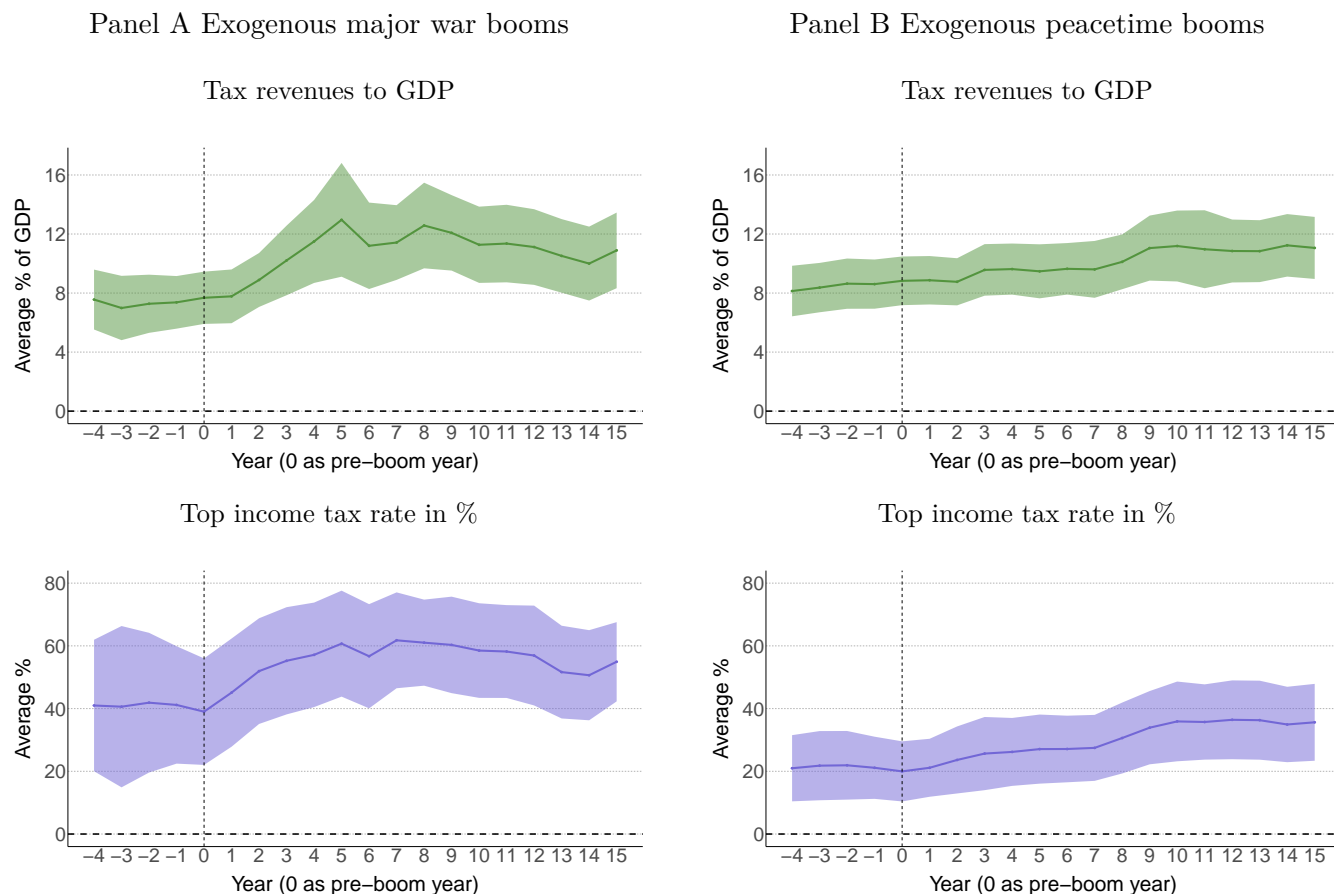 Panel A Exogenous major war booms
Panel B Exogenous peacetime booms
Tax revenues to GDP
Tax revenues to GDP
Average % of GDP
16
12
8
4
0
−4 −3 −2 −1 0 1 2 3 4 5 6 7 8 9 10 11 12 13 14 15
Year (0 as pre−boom year)
Average % of GDP
16
12
8
4
0
−4 −3 −2 −1 0 1 2 3 4 5 6 7 8 9 10 11 12 13 14 15
Year (0 as pre−boom year)
Top income tax rate in %
Top income tax rate in %
Average %
80
60
40
20
0
−4 −3 −2 −1 0 1 2 3 4 5 6 7 8 9 10 11 12 13 14 15
Year (0 as pre−boom year)
Average %
80
60
40
20
0
−4 −3 −2 −1 0 1 2 3 4 5 6 7 8 9 10 11 12 13 14 15
Year (0 as pre−boom year)